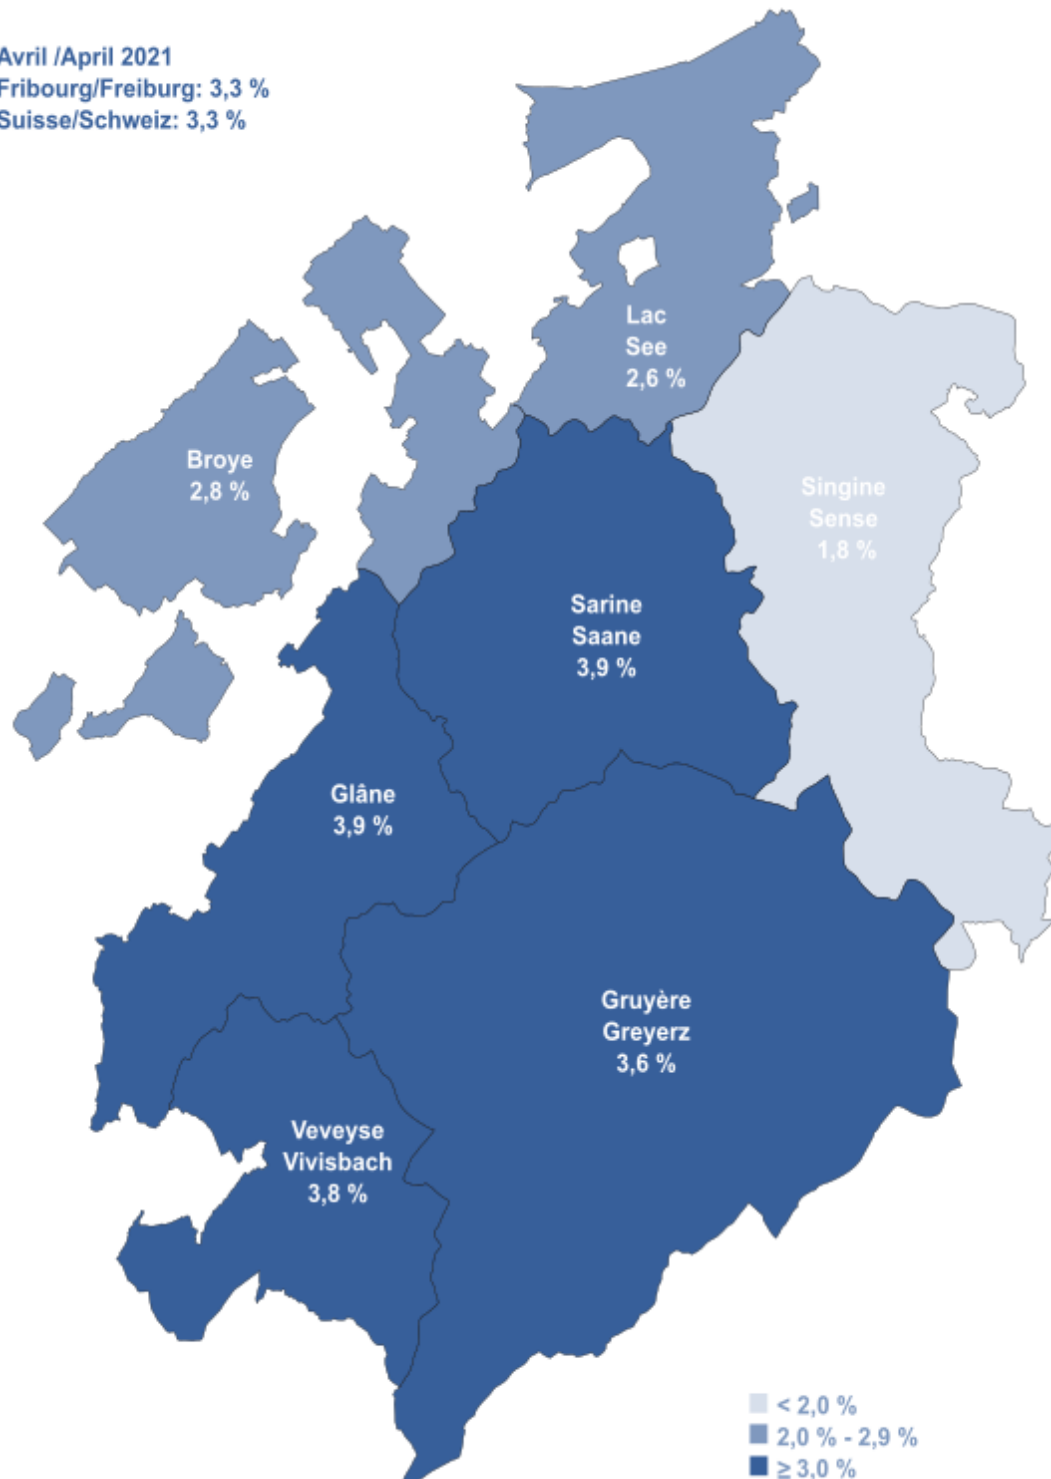 Avril /April 2021
Fribourg/Freiburg: 3,3 %
Suisse/Schweiz: 3,3 %
Lac
See
2,6 %
Broye
2,8 %
Singine
Sense
1,8 %
Sarine
Saane
3,9 %
Glâne
3,9 %
Gruyère
Greyerz
3,6 %
Veveyse
Vivisbach
3,8 %
< 2,0 %
2,0 % - 2,9 %
≥ 3,0 %